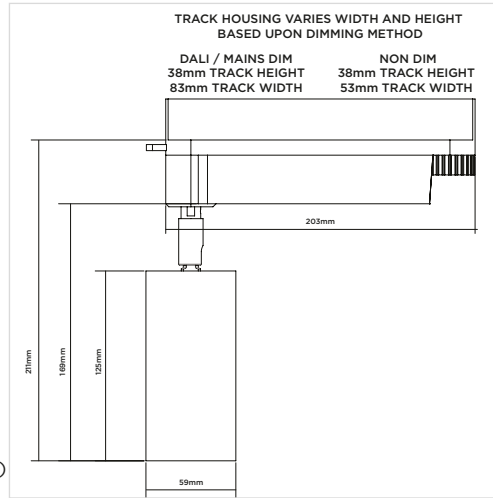 TRACK HOUSING VARIES WIDTH AND HEIGHT
BASED UPON DIMMING METHOD
DALI / MAINS DIM
38mm TRACK HEIGHT
83mm TRACK WIDTH
NON DIM
38mm TRACK HEIGHT
53mm TRACK WIDTH
203mm
211mm
169mm
125mm
59mm